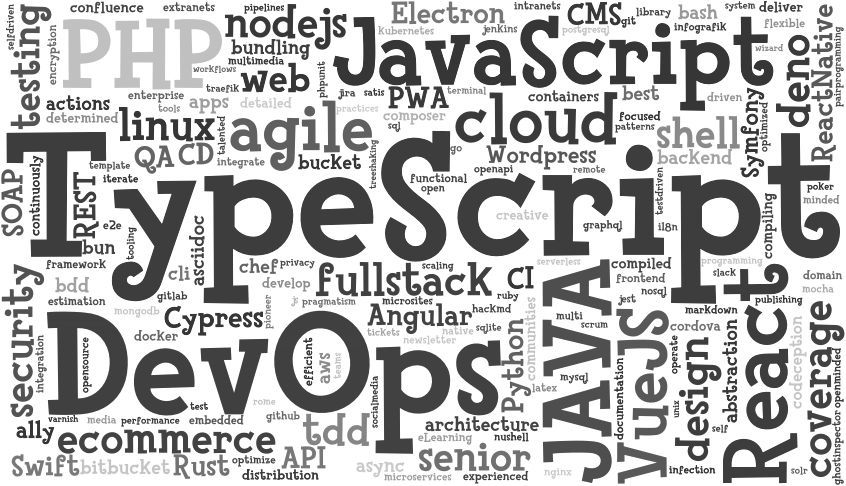 confluence
extranets
pipelines
intranets
CMS
git
library
bash
system
deliver
selfdriven
testing
encryption
PHP
nodejs
Electron
kubernetes
jenkins
postgresql
infografik
flexible
bundling
multimedia
workflows
JavaScript
wizard
deno
ReactNative
pairprogramming
web
traefik
phpunit
jira
satis
PWA
terminal
containers
best
driven
actions
enterprise
tools
apps
detailed
practices
determined
linux
talented
agile
composer
sql
cloud
focused
patterns
shell
Symfony
optimized
QA
CD
integrate
bucket
treeshaking
go
Wordpress
backend
SOAP
continuously
template
iterate
REST
functional
open
openapi
remote
testdriven
poker
minded
TypeScript
e2e
tooling
bun
asciidoc
creative
graphql
i18n
compiling
framework
cli
chef
privacy
scaling
serverless
compiled
programming
slack
domain
security
bdd
estimation
gitlab
develop
fullstack
CI
frontend
nosql
mocha
mongodb
Cypress
pioneer
js
pragmatism
microsites
ruby
hackmd
Angular
jest
markdown
publishing
docker
tickets
native
newsletter
sqlite
communities
Python
JAVA
multi
scrum
VueJS
cordova
operate
integration
opensource
DevOps
efficient
aws
teams
socialmedia
latex
mysql
documentation
unix
design
abstraction
React
codeception
coverage
openminded
ghostinspector
varnish
media
performance
test
embedded
rome
github
self
ally
ecommerce
tdd
architecture
eLearning
nushell
Swift
bitbucket
Rust
optimize
API
distribution
async
microservices
senior
experienced
nginx
infection
solr